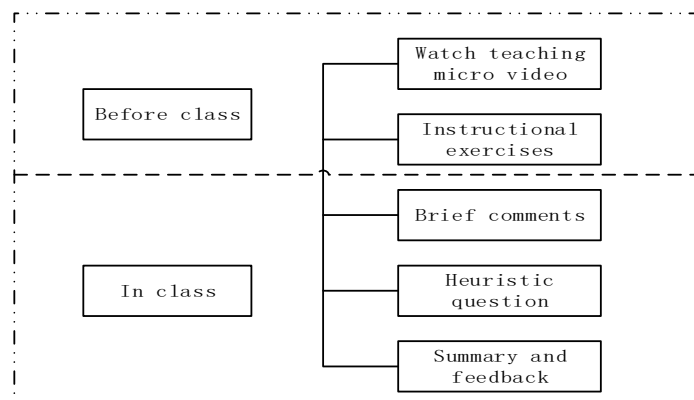 Watch teaching
micro video
Before class
Instructional
exercises
Brief comments
In class
Heuristic
question
Summary and
feedback